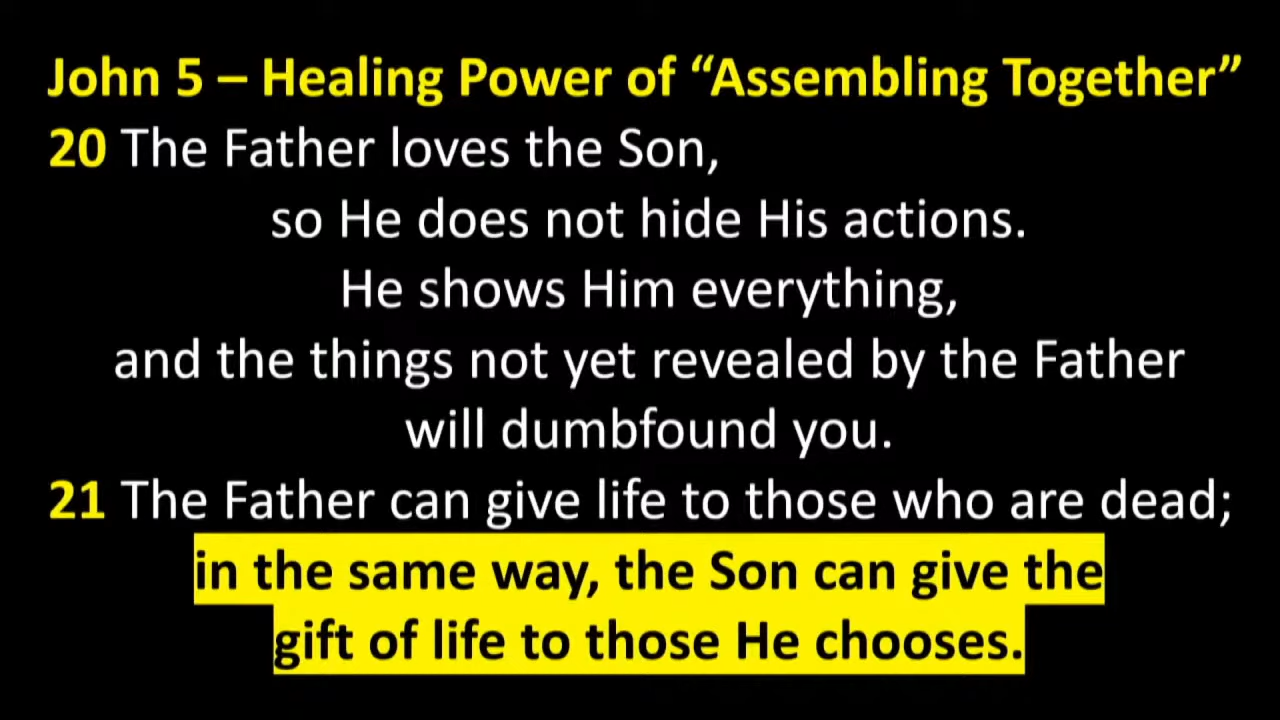 John 5 – Healing Power of “Assembling Together”
20 The Father loves the Son,
so He does not hide His actions.
He shows Him everything,
and the things not yet revealed by the Father
will dumbfound you.
21 The Father can give life to those who are dead;
in the same way, the Son can give the
gift of life to those He chooses.